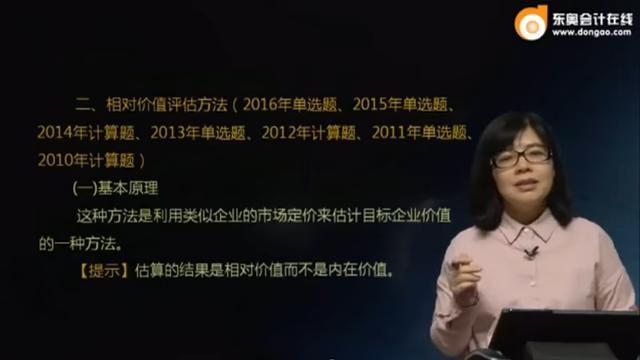 东奥会计在线
www.dongao.com
二、相对价值评估方法（2016年单选题、2015年单选题、
2014年计算题、2013年单选题、2012年计算题、2011年单选题、
2010年计算题）
(一)基本原理
这种方法是利用类似企业的市场定价来估计目标企业价值
的一种方法。
【提示】估算的结果是相对价值而不是内在价值。